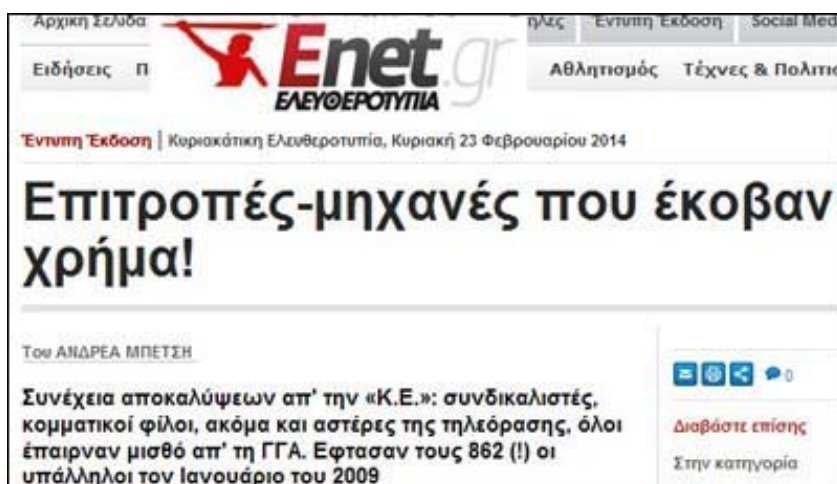 Αρχική Σελίδα Έντυπη Έκδοση Social Med
Ειδήσεις Π Αθλητισμός Τέχνες & Πολιτισ
Enet.gr
ΕΛΕΥΘΕΡΟΤΥΠΙΑ
Έντυπη Έκδοση | Κυριακάτικη Ελευθεροτυπία, Κυριακή 23 Φεβρουαρίου 2014
Επιτροπές-μηχανές που έκοβαν
χρήμα!
Του ΑΝΔΡΕΑ ΜΠΕΤΣΗ
Συνέχεια αποκαλύψεων απ' την «Κ.Ε.»: συνδικαλιστές,
κομματικοί φίλοι, ακόμα και αστέρες της τηλεόρασης, όλοι
έπαιρναν μισθό απ' τη ΓΓΑ. Εφτασαν τους 862 (!) οι
υπάλληλοι τον Ιανουάριο του 2009
0
Διαβάστε επίσης
Στην κατηγορία